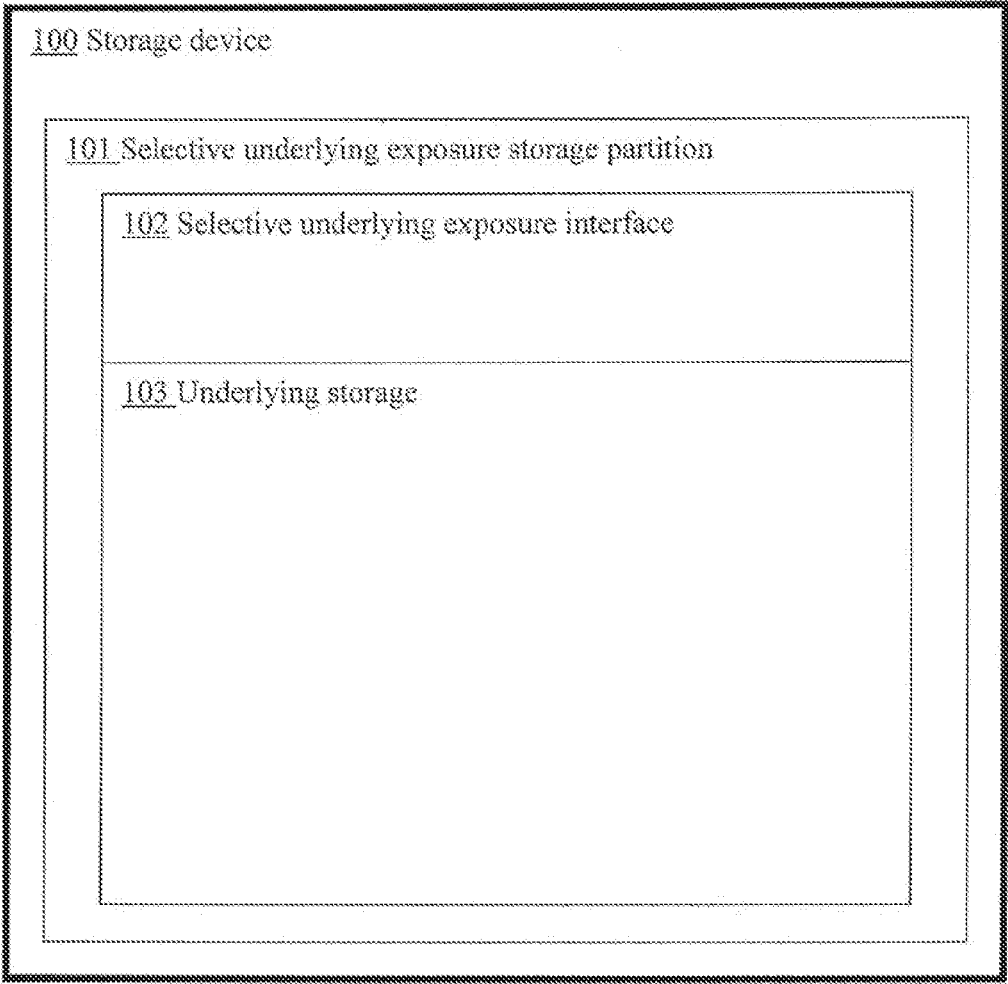 100 Storage device
101 Selective underlying exposure storage partition
102 Selective underlying exposure interface
103 Underlying storage